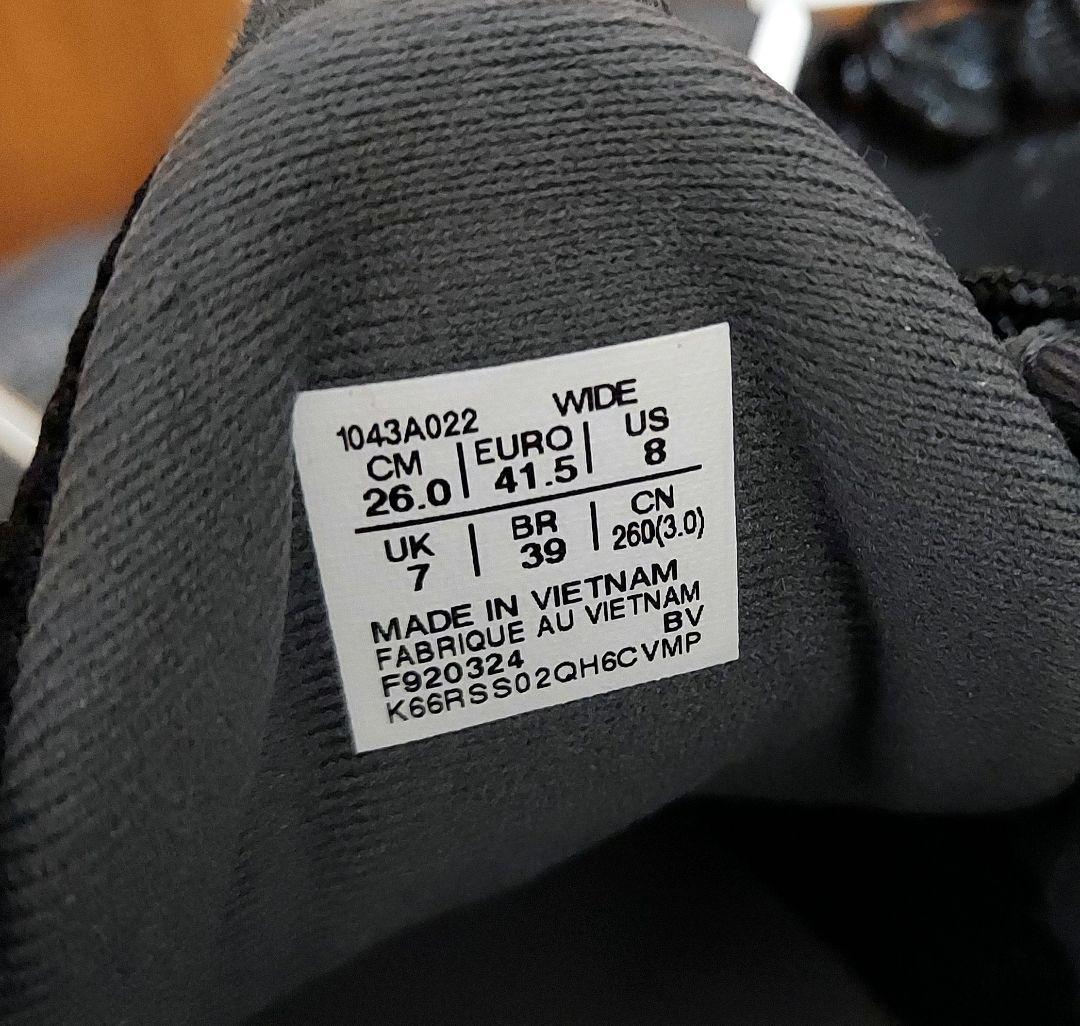 1043A022 WIDE
CM | EURO | US
26.0 | 41.5 | 8
UK | BR | CN
7 | 39 | 260(3.0)
MADE IN VIETNAM
FABRIQUE AU VIETNAM
F920324 BV
K66RSS02QH6CVMP